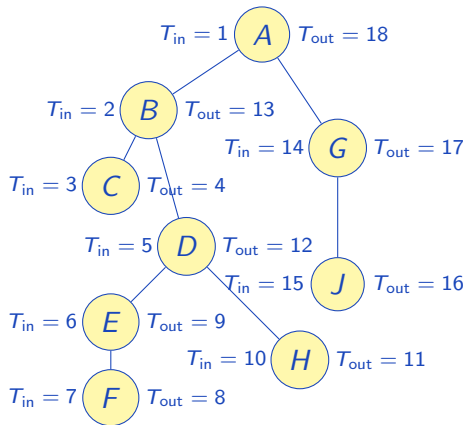 T_in = 1 A T_out = 18
T_in = 2 B T_out = 13
T_in = 14 G T_out = 17
T_in = 3 C T_out = 4
T_in = 5 D T_out = 12
T_in = 15 J T_out = 16
T_in = 6 E T_out = 9
T_in = 10 H T_out = 11
T_in = 7 F T_out = 8